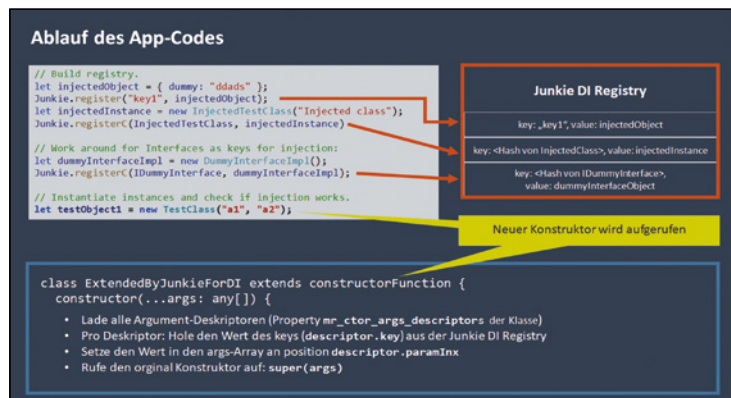 Ablauf des App-Codes
// Build registry.
let injectedObject = { dummy: "ddads" };
Junkie.register("key1", injectedObject);
let injectedInstance = new InjectedTestClass("Injected class");
Junkie.registerC(InjectedTestClass, injectedInstance)
// Work around for Interfaces as keys for injection:
let dummyInterfaceImpl = new DummyInterfaceImpl();
Junkie.registerC(IDummyInterface, dummyInterfaceImpl);
// Instantiate instances and check if injection works.
let testObject1 = new TestClass("a1", "a2");
Junkie DI Registry
key: „key1", value: injectedObject
key: <Hash von InjectedClass>, value: injectedInstance
key: <Hash von IDummyInterface>,
value: dummyInterfaceObject
Neuer Konstruktor wird aufgerufen
class ExtendedByJunkieForDI extends constructorFunction {
constructor(...args: any[]) {
• Lade alle Argument-Deskriptoren (Property mr_ctor_args_descriptors der Klasse)
• Pro Deskriptor: Hole den Wert des keys (descriptor.key) aus der Junkie DI Registry
• Setze den Wert in den args-Array an position descriptor.paramInx
• Rufe den orginal Konstruktor auf: super(args)